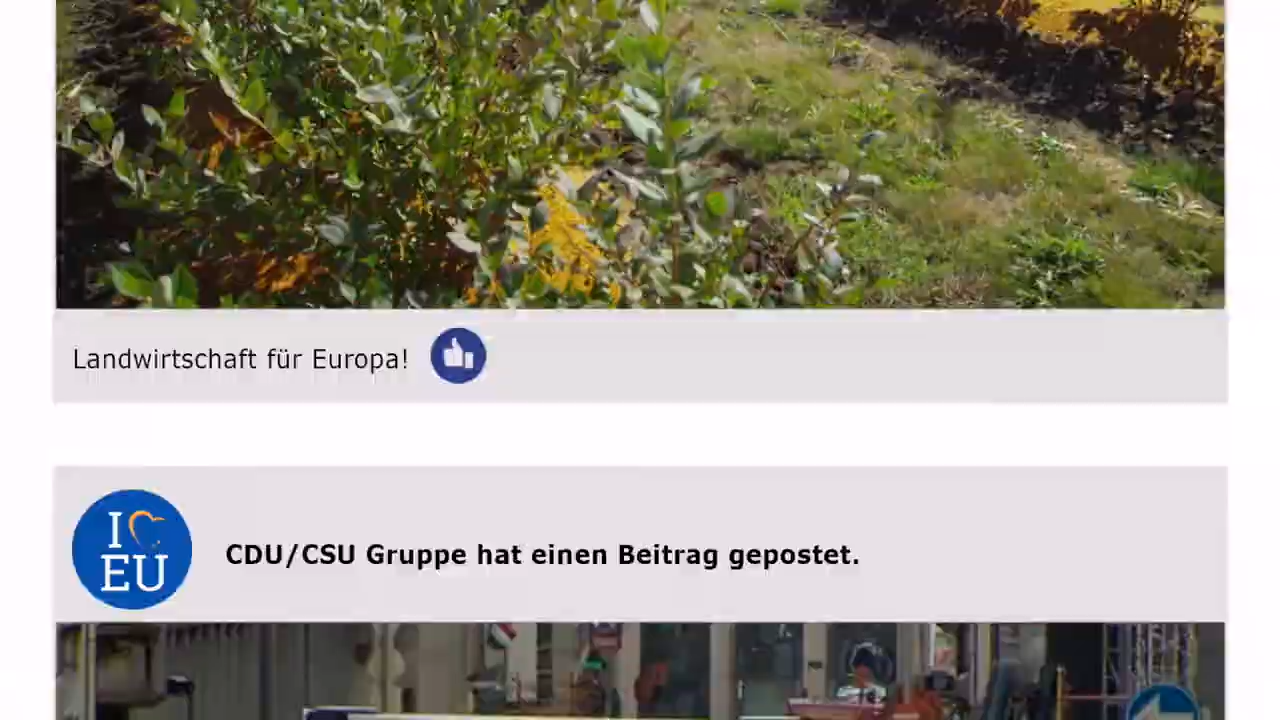 Landwirtschaft für Europa!
I
EU
CDU/CSU Gruppe hat einen Beitrag gepostet.